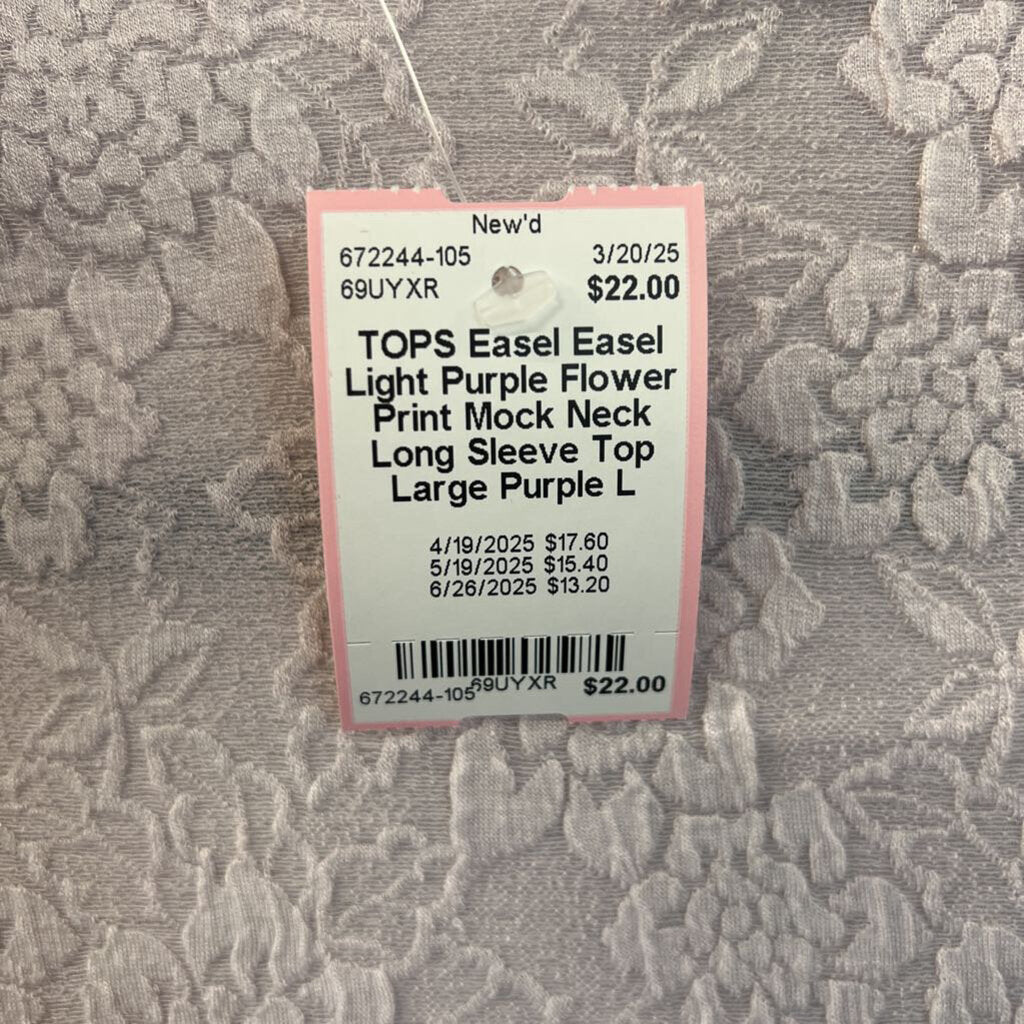 New'd
672244-105 3/20/25
69UYXR $22.00
TOPS Easel Easel
Light Purple Flower
Print Mock Neck
Long Sleeve Top
Large Purple L
4/19/2025 $17.60
5/19/2025 $15.40
6/26/2025 $13.20
672244-105 69UYXR $22.00